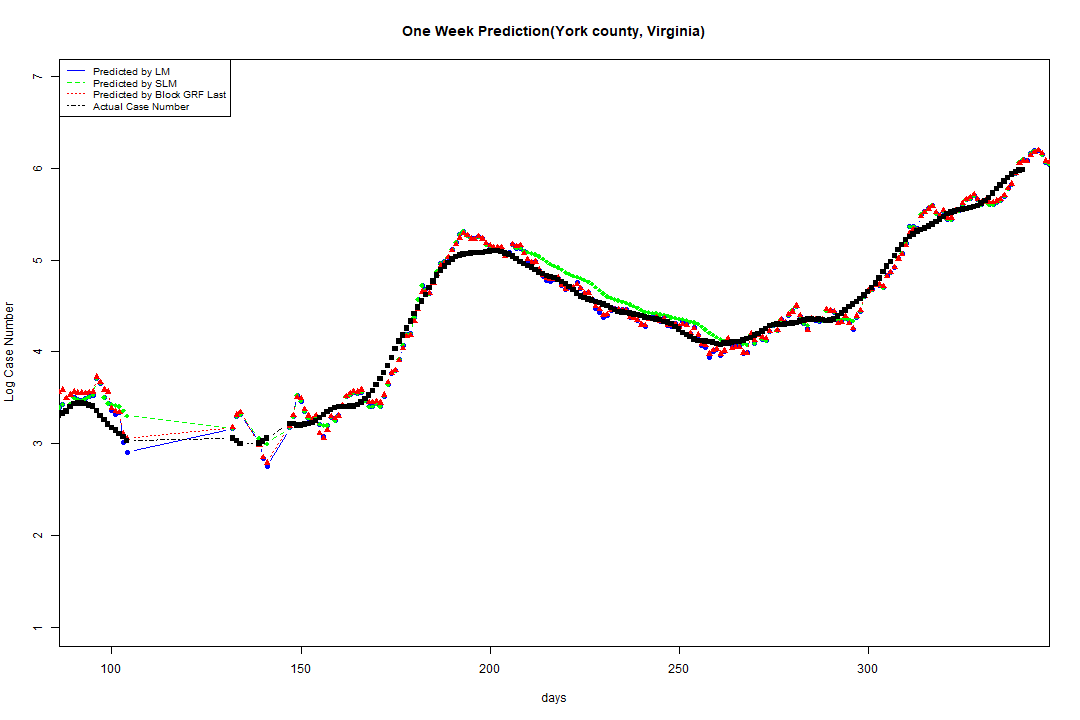 One Week Prediction(York county, Virginia)
Predicted by LM
Predicted by SLM
Predicted by Block GRF Last
Actual Case Number
7
6
5
4
3
2
1
Log Case Number
100 150 200 250 300
days